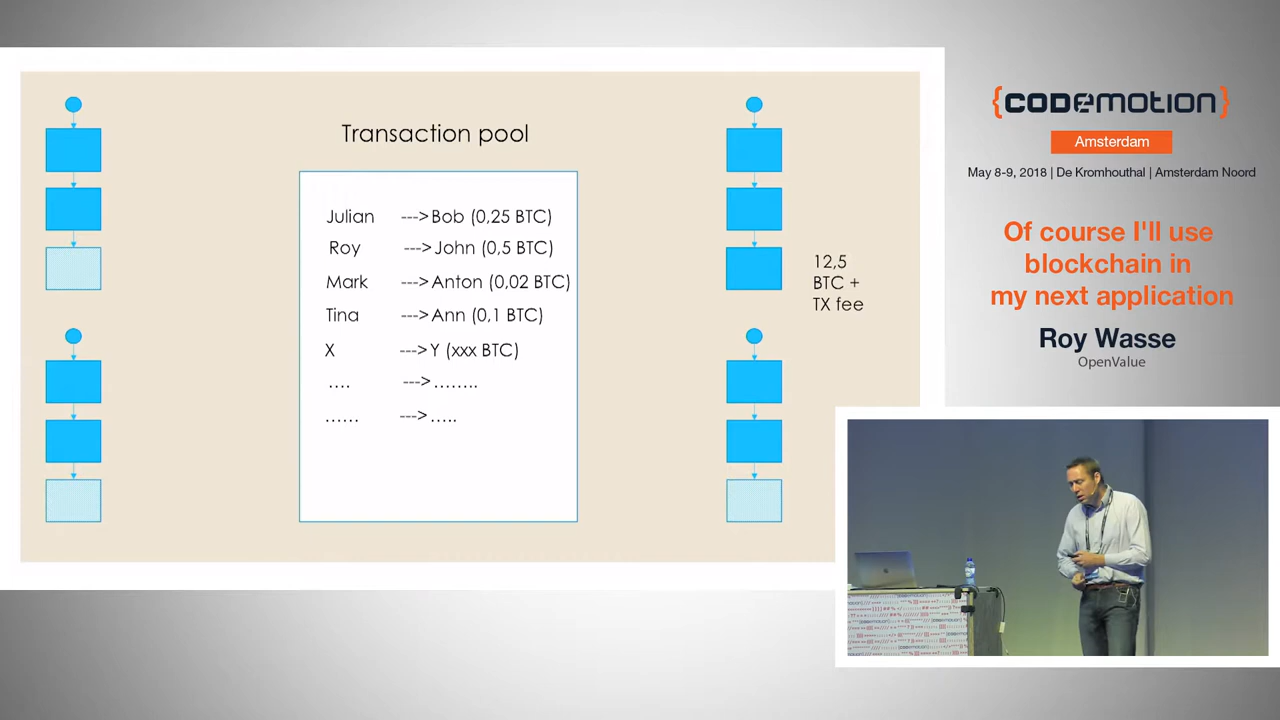 Transaction pool
Julian ---> Bob (0,25 BTC)
Roy ---> John (0,5 BTC)
Mark ---> Anton (0,02 BTC)
Tina ---> Ann (0,1 BTC)
X ---> Y (xxx BTC)
.... --->........
...... --->.....
12,5
BTC +
TX fee
{CODEMOTION}
Amsterdam
May 8-9, 2018 | De Kromhouthal | Amsterdam Noord
Of course I'll use
blockchain in
my next application
Roy Wasse
OpenValue